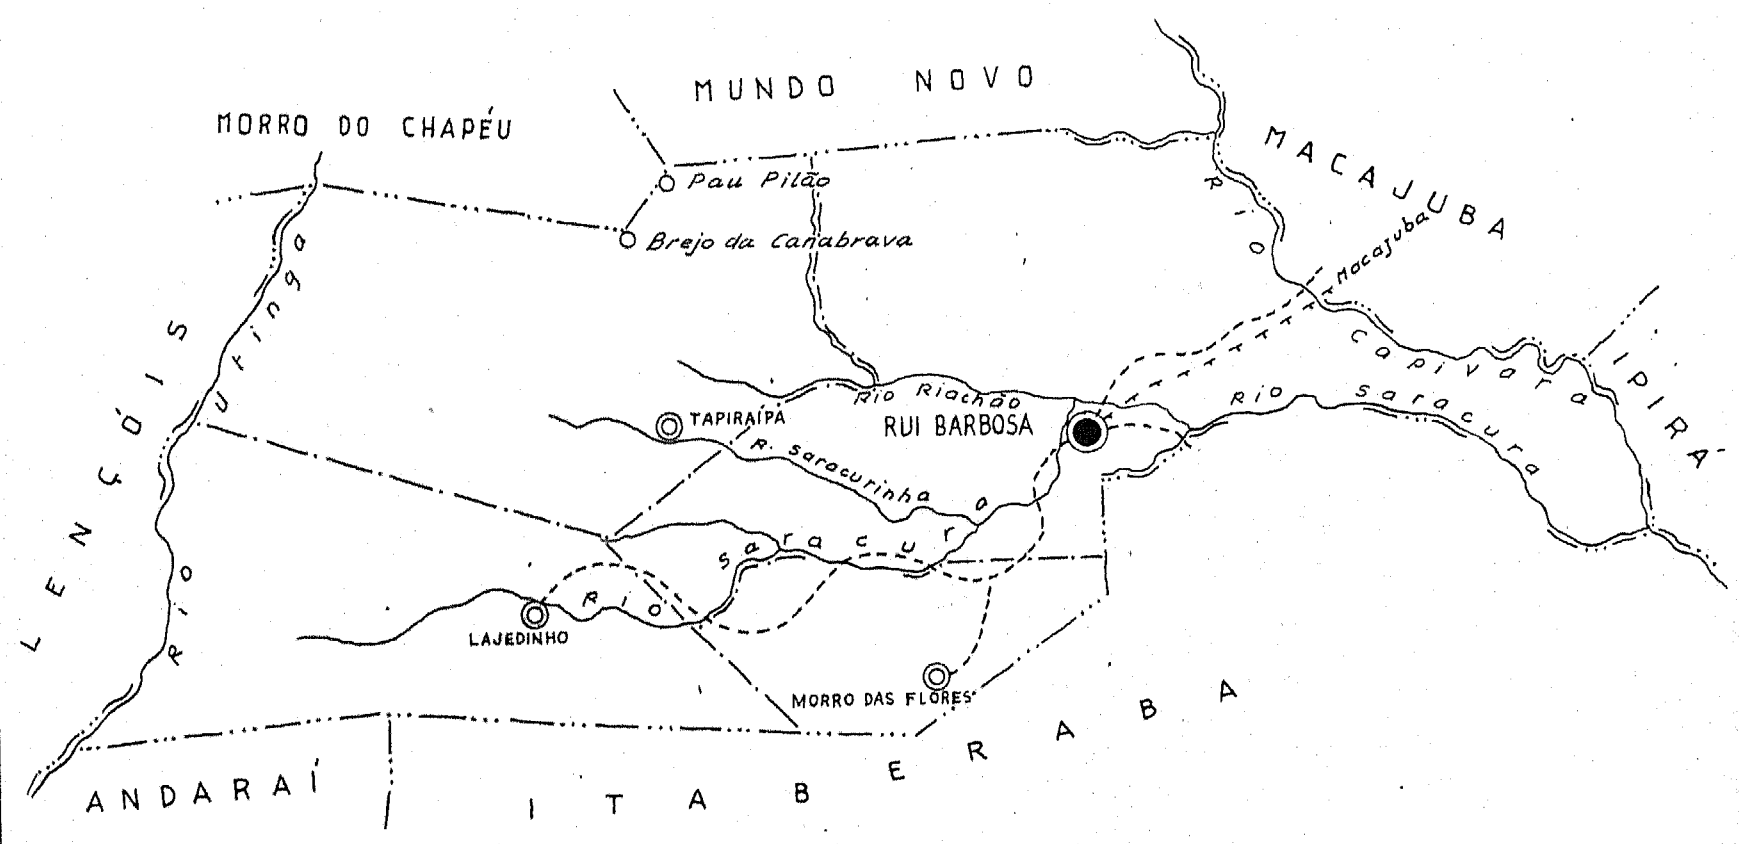 MUNDO NOVO
MORRO DO CHAPÉU
MACAJUBA
Pau Pilão
Brejo da Canabrava
Macajuba
Rio Capivara
LENÇÓIS
Rio Utinga
IPIRÁ
Rio Riachão
Rio Saracura
TAPIRAÍPA
RUI BARBOSA
R. Saracurinha
Rio Saracura
LAJEDINHO
MORRO DAS FLORES
ANDARAÍ
ITABERABA